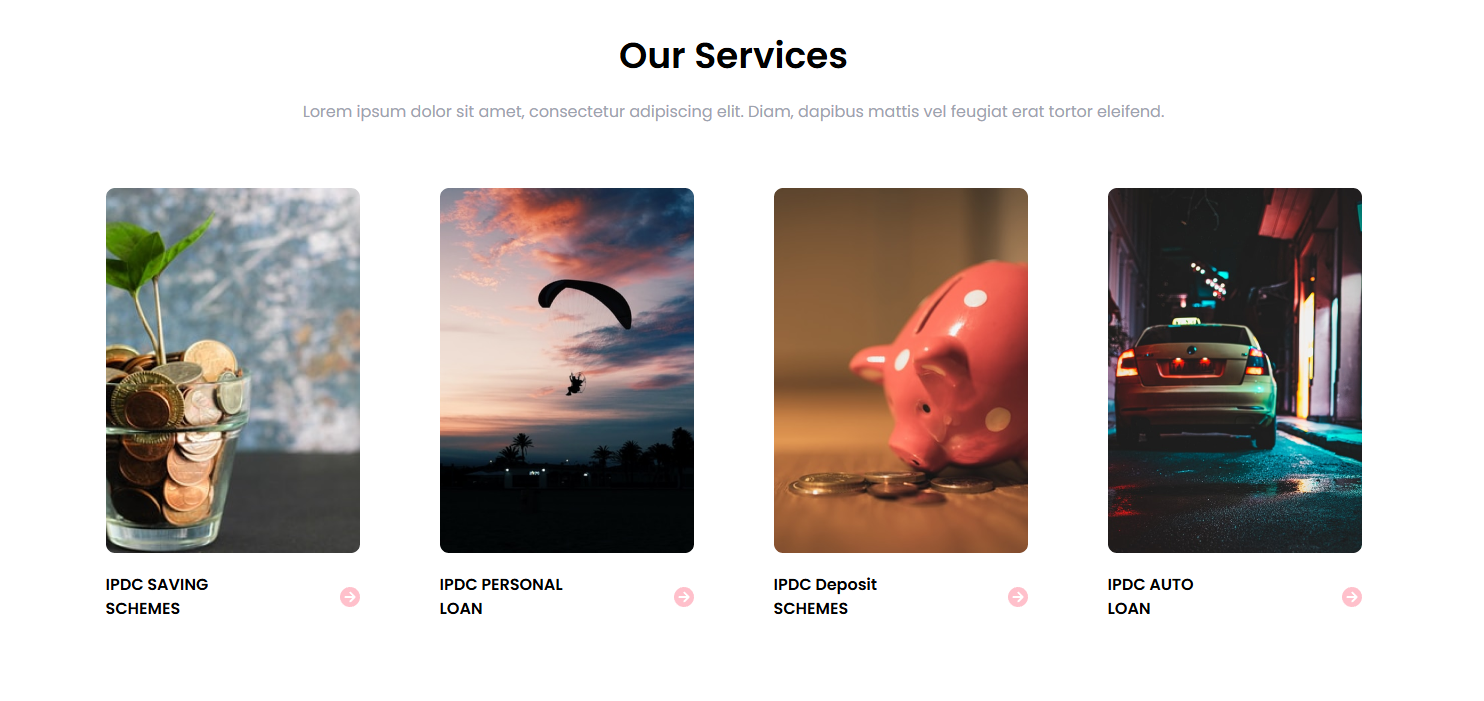 Our Services
Lorem ipsum dolor sit amet, consectetur adipiscing elit. Diam, dapibus mattis vel feugiat erat tortor eleifend.
IPDC SAVING
SCHEMES
IPDC PERSONAL
LOAN
IPDC Deposit
SCHEMES
IPDC AUTO
LOAN